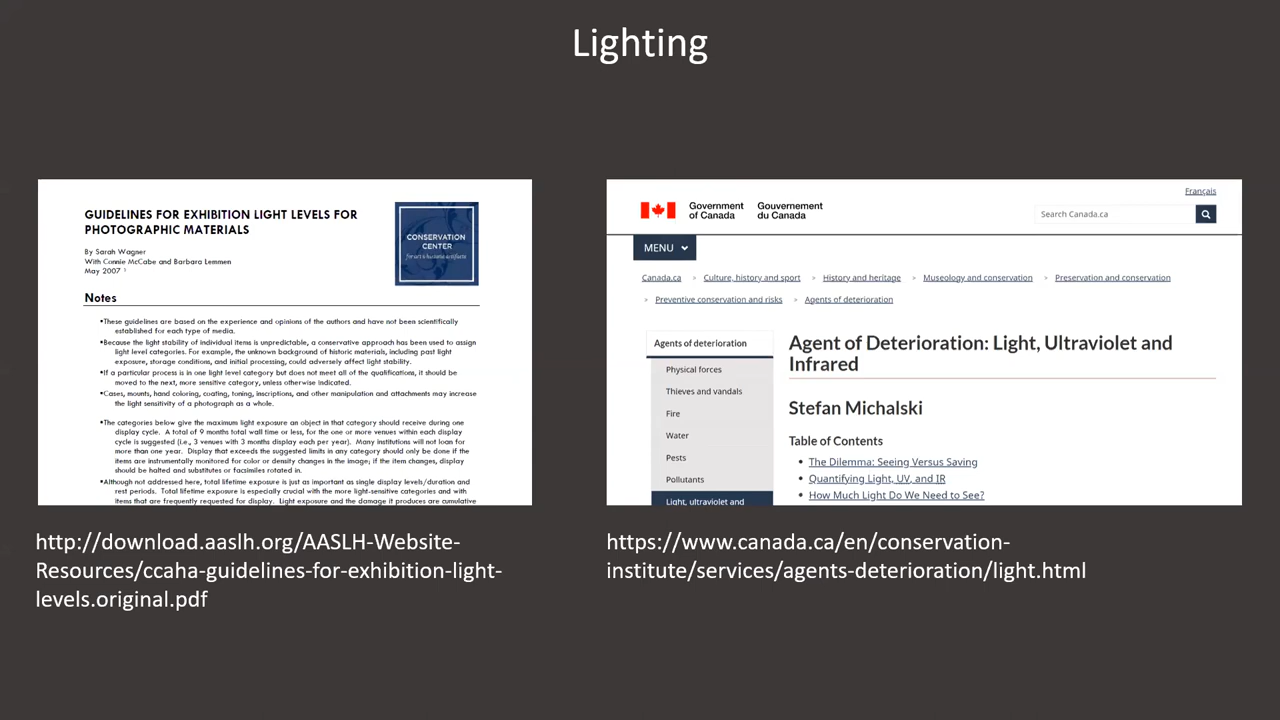 Lighting
GUIDELINES FOR EXHIBITION LIGHT LEVELS FOR
PHOTOGRAPHIC MATERIALS
By Sarah Wagner
With Connie McCabe and Barbara Lemmen
May 2007
CONSERVATION
CENTER
for art & historic artifacts
Notes
•These guidelines are based on the experience and opinions of the authors and have not been scientifically
established for each type of media.
•Because the light stability of individual items is unpredictable, a conservative approach has been used to assign
light level categories. For example, the unknown background of historic materials, including past light
exposure, storage conditions, and initial processing, could adversely affect light stability.
•If a particular process is in one light level category but does not meet all of the qualifications, it should be
moved to the next, more sensitive category, unless otherwise indicated.
•Cases, mounts, hand coloring, coating, toning, inscriptions, and other manipulation and attachments may increase
the light sensitivity of a photograph as a whole.
•The categories below give the maximum light exposure an object in that category should receive during one
display cycle. A total of 9 months total wall time or less, for the one or more venues within each display
cycle is suggested (i.e., 3 venues with 3 months display each per year). Many institutions will not loan for
more than one year. Display that exceeds the suggested limits in any category should only be done if the
items are instrumentally monitored for color or density changes in the image; if the item changes, display
should be halted and substitutes or facsimiles rotated in.
•Although not addressed here, total lifetime exposure is just as important as single display levels/duration and
rest periods. Total lifetime exposure is especially crucial with the more light-sensitive categories and with
items that are frequently requested for display. Light exposure and the damage it produces are cumulative
http://download.aaslh.org/AASLH-Website-
Resources/ccaha-guidelines-for-exhibition-light-
levels.original.pdf
Français
Government of Canada
Gouvernement du Canada
Search Canada.ca
MENU
Canada.ca > Culture, history and sport > History and heritage > Museology and conservation > Preservation and conservation
> Preventive conservation and risks > Agents of deterioration
Agents of deterioration
Physical forces
Thieves and vandals
Fire
Water
Pests
Pollutants
Light, ultraviolet and
Agent of Deterioration: Light, Ultraviolet and
Infrared
Stefan Michalski
Table of Contents
• The Dilemma: Seeing Versus Saving
• Quantifying Light, UV, and IR
• How Much Light Do We Need to See?
https://www.canada.ca/en/conservation-
institute/services/agents-deterioration/light.html